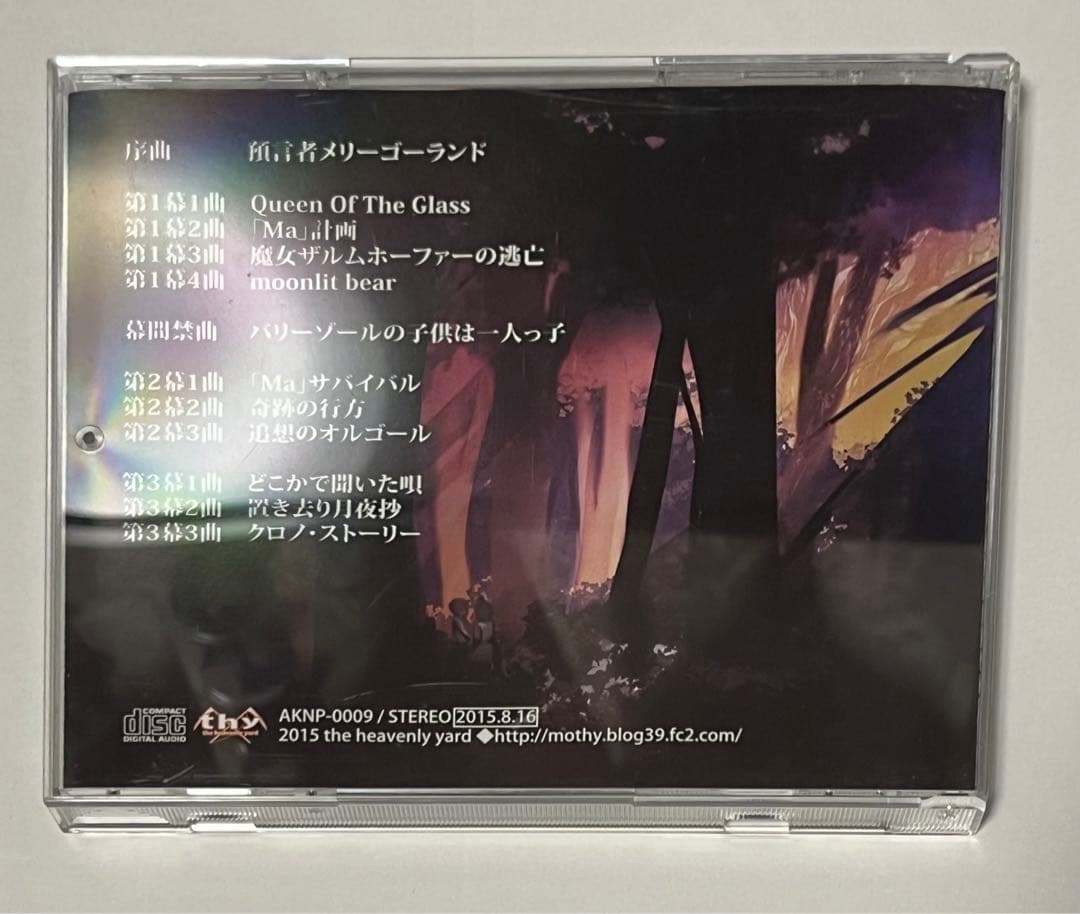 序曲 預言者メリーゴーランド
第1幕1曲 Queen Of The Glass
第1幕2曲 「Ma」計画
第1幕3曲 魔女ザルムホーファーの逃亡
第1幕4曲 moonlit bear
幕間禁曲 バリーゾールの子供は一人っ子
第2幕1曲 「Ma」サバイバル
第2幕2曲 奇跡の行方
第2幕3曲 追想のオルゴール
第3幕1曲 どこかで聞いた唄
第3幕2曲 置き去り月夜抄
第3幕3曲 クロノ・ストーリー
COMPACT
disc
DIGITAL AUDIO
thy
the heavenly yard
AKNP-0009 / STEREO 2015.8.16
2015 the heavenly yard ◆http://mothy.blog39.fc2.com/